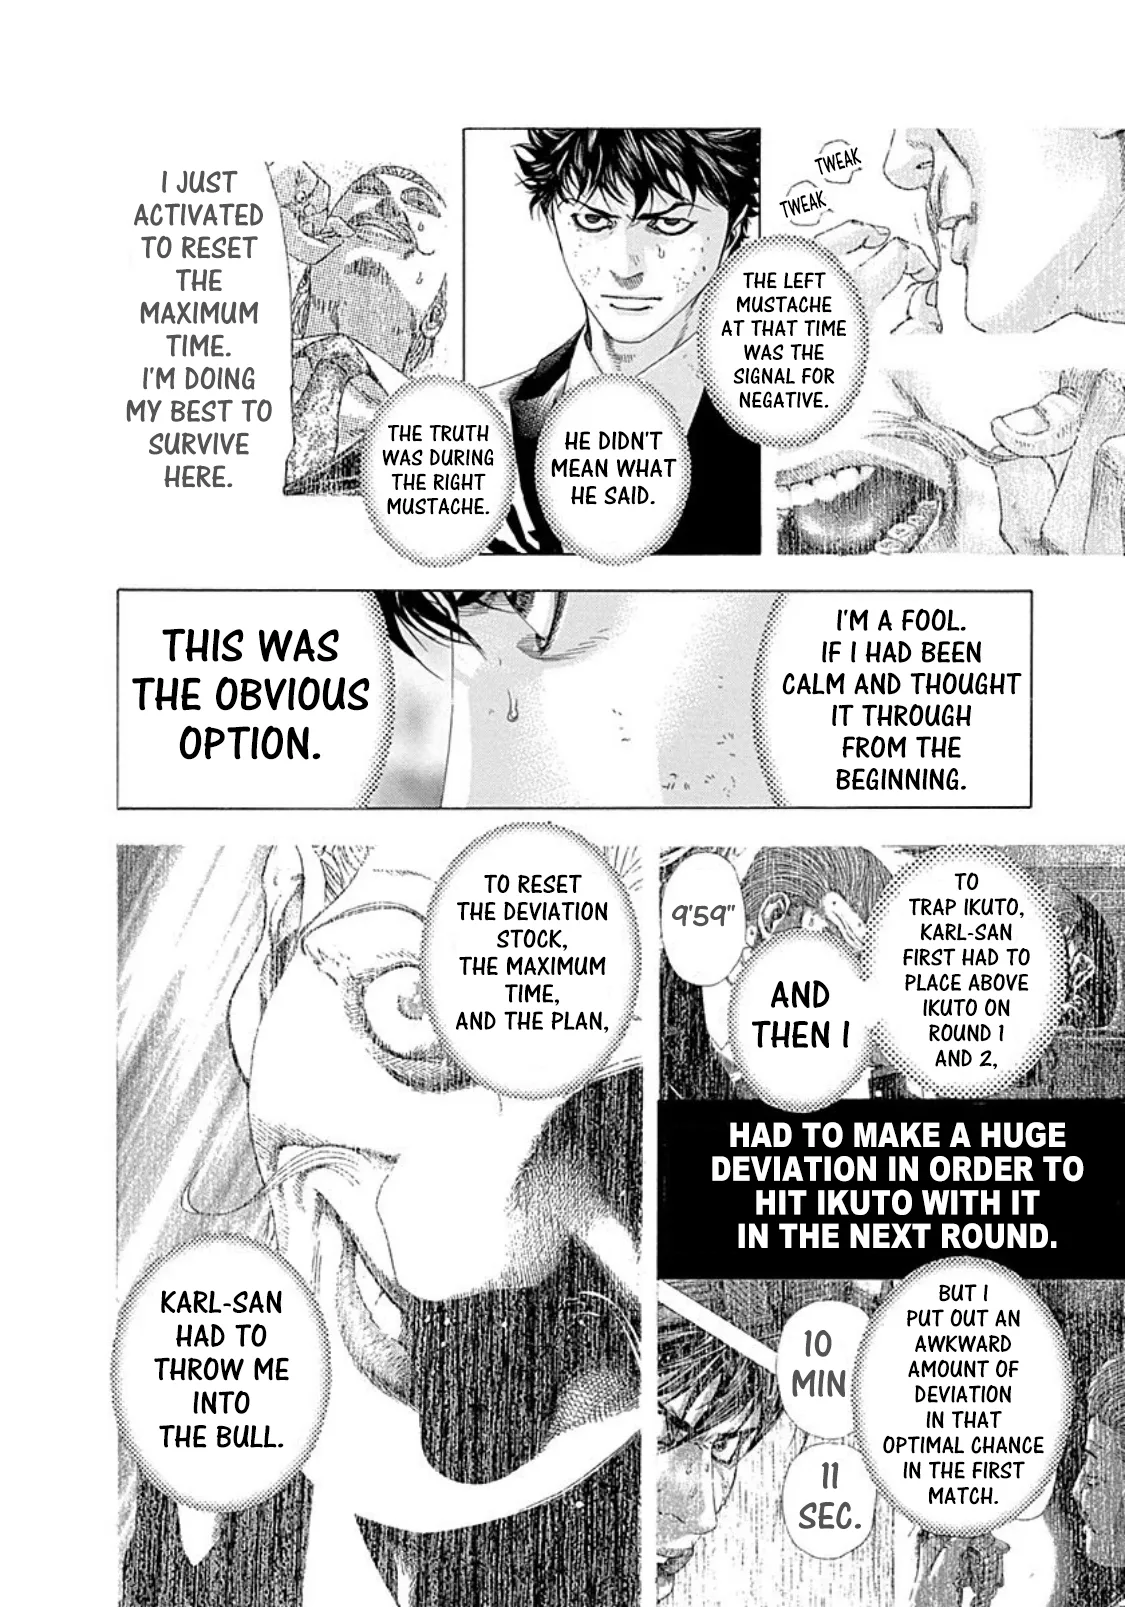 TWEAK
TWEAK
THE LEFT
MUSTACHE
AT THAT TIME
WAS THE
SIGNAL FOR
NEGATIVE.
HE DIDN'T
MEAN WHAT
HE SAID.
THE TRUTH
WAS DURING
THE RIGHT
MUSTACHE.
I JUST
ACTIVATED
TO RESET
THE
MAXIMUM
TIME.
I'M DOING
MY BEST TO
SURVIVE
HERE.
I'M A FOOL.
IF I HAD BEEN
CALM AND THOUGHT
IT THROUGH
FROM THE
BEGINNING.
THIS WAS
THE OBVIOUS
OPTION.
TO
TRAP IKUTO,
KARL-SAN
FIRST HAD TO
PLACE ABOVE
IKUTO ON
ROUND 1
AND 2,
9'59"
AND
THEN I
HAD TO MAKE A HUGE
DEVIATION IN ORDER TO
HIT IKUTO WITH IT
IN THE NEXT ROUND.
BUT I
PUT OUT AN
AWKWARD
AMOUNT OF
DEVIATION
IN THAT
OPTIMAL CHANCE
IN THE FIRST
MATCH.
10
MIN
11
SEC.
TO RESET
THE DEVIATION
STOCK,
THE MAXIMUM
TIME,
AND THE PLAN,
KARL-SAN
HAD TO
THROW ME
INTO
THE BULL.